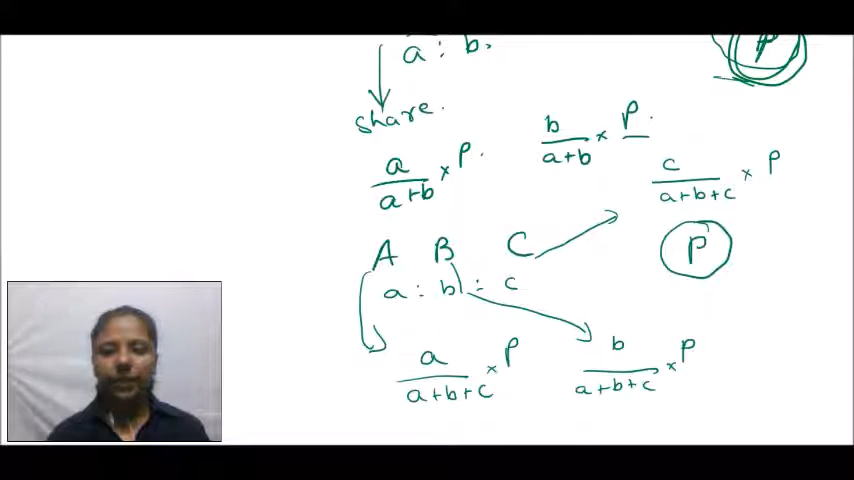 a : b.
P
share.
a/(a+b) × P.
b/(a+b) × P.
c/(a+b+c) × P
A B C
P
a : b : c
a/(a+b+c) × P
b/(a+b+c) × P